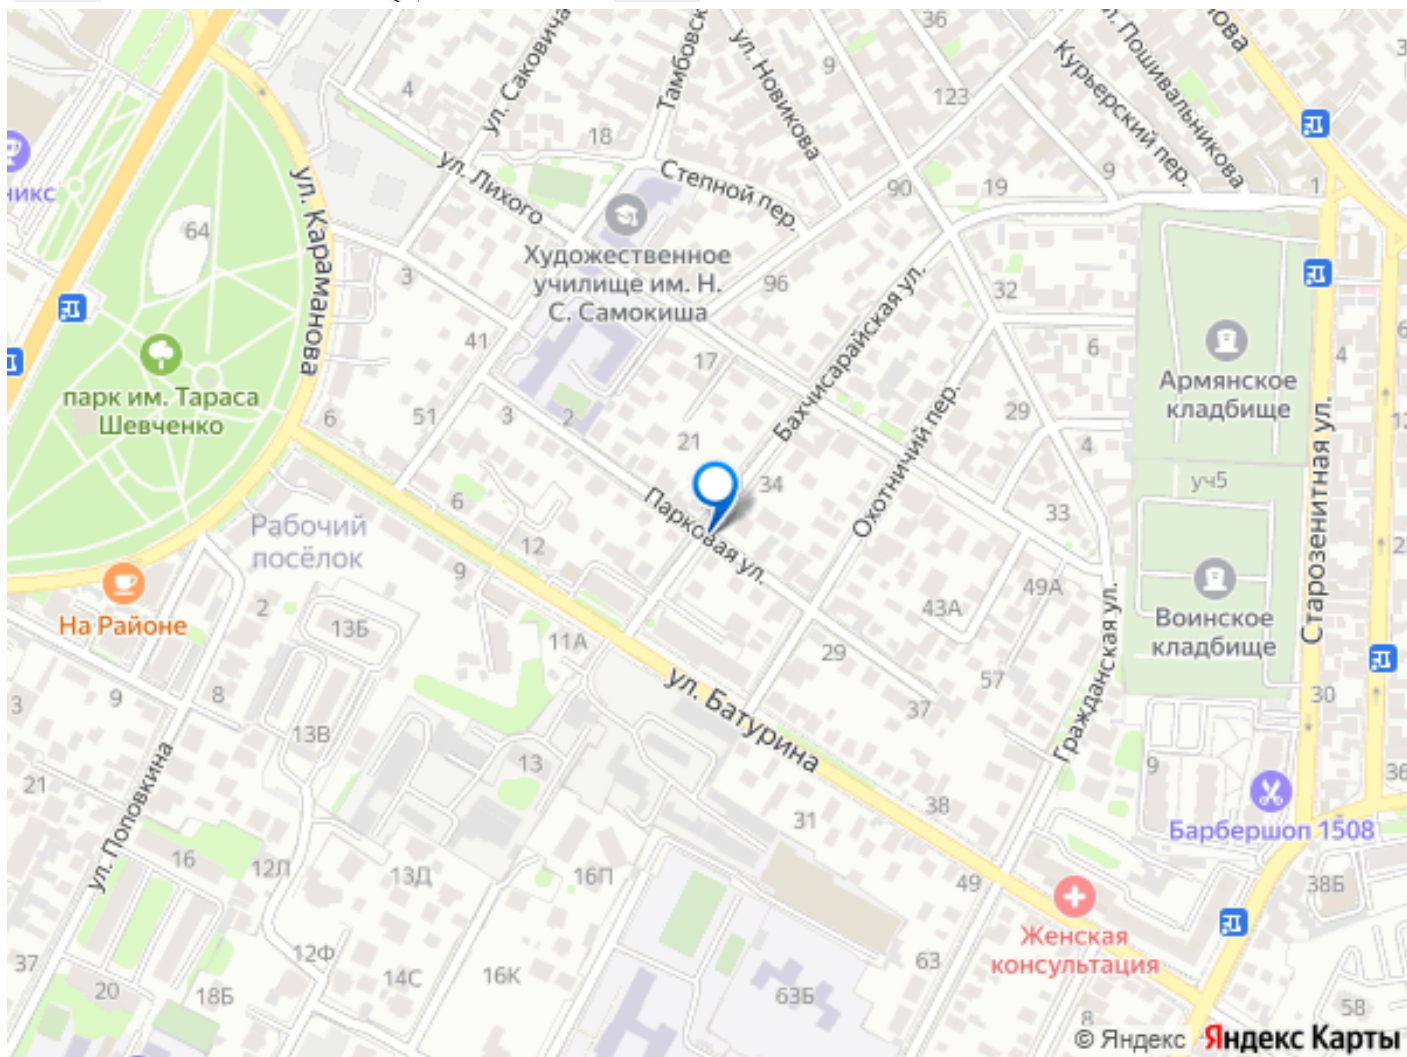 36
ул. Саковича
Тамбовск
ул. Новикова
9
Курьерский пер.
Пошивальникова
ова
4
123
18
ул. Лихого
Степной пер.
90
19
9
1
никс
64
ул. Караманова
Художественное
училище им. Н.
С. Самокиша
3
96
32
Бахчисарайская ул.
41
17
6
4
парк им. Тараса
Шевченко
Армянское
кладбище
6
51
3
2
21
29
4
Охотничий пер.
Старозенитная ул.
34
уч5
6
Парковая ул.
33
Рабочий
посёлок
12
9
49А
43А
На Районе
2
13Б
11А
Воинское
кладбище
29
57
Гражданская ул.
3
9
8
ул. Батурина
37
30
13В
13
9
21
ул. Поповкина
38
31
36
Барбершоп 1508
16
12Л
13Д
16П
49
38Б
Женская
консультация
37
12Ф
14С
16К
63
20
18Б
63Б
58
8
© Яндекс Яндекс Карты